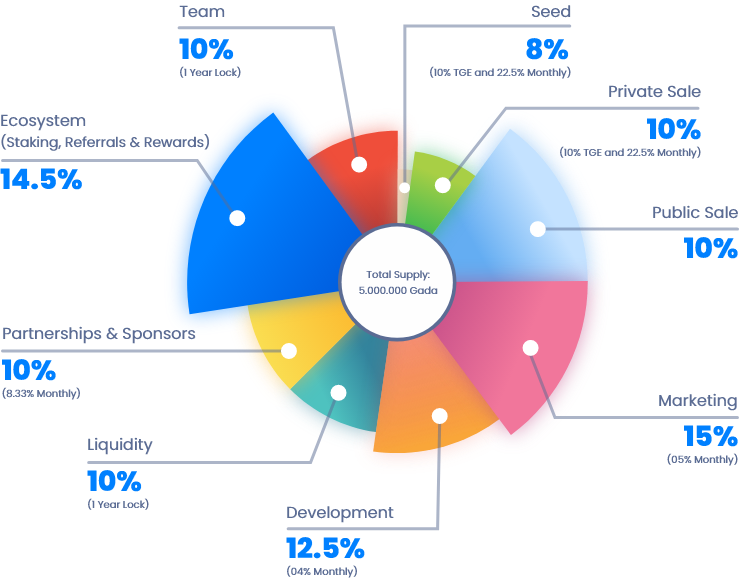 Team
10%
(1 Year Lock)
Seed
8%
(10% TGE and 22.5% Monthly)
Private Sale
10%
(10% TGE and 22.5% Monthly)
Ecosystem
(Staking, Referrals & Rewards)
14.5%
Public Sale
10%
Total Supply:
5.000.000 Gada
Partnerships & Sponsors
10%
(8.33% Monthly)
Marketing
15%
(05% Monthly)
Liquidity
10%
(1 Year Lock)
Development
12.5%
(04% Monthly)